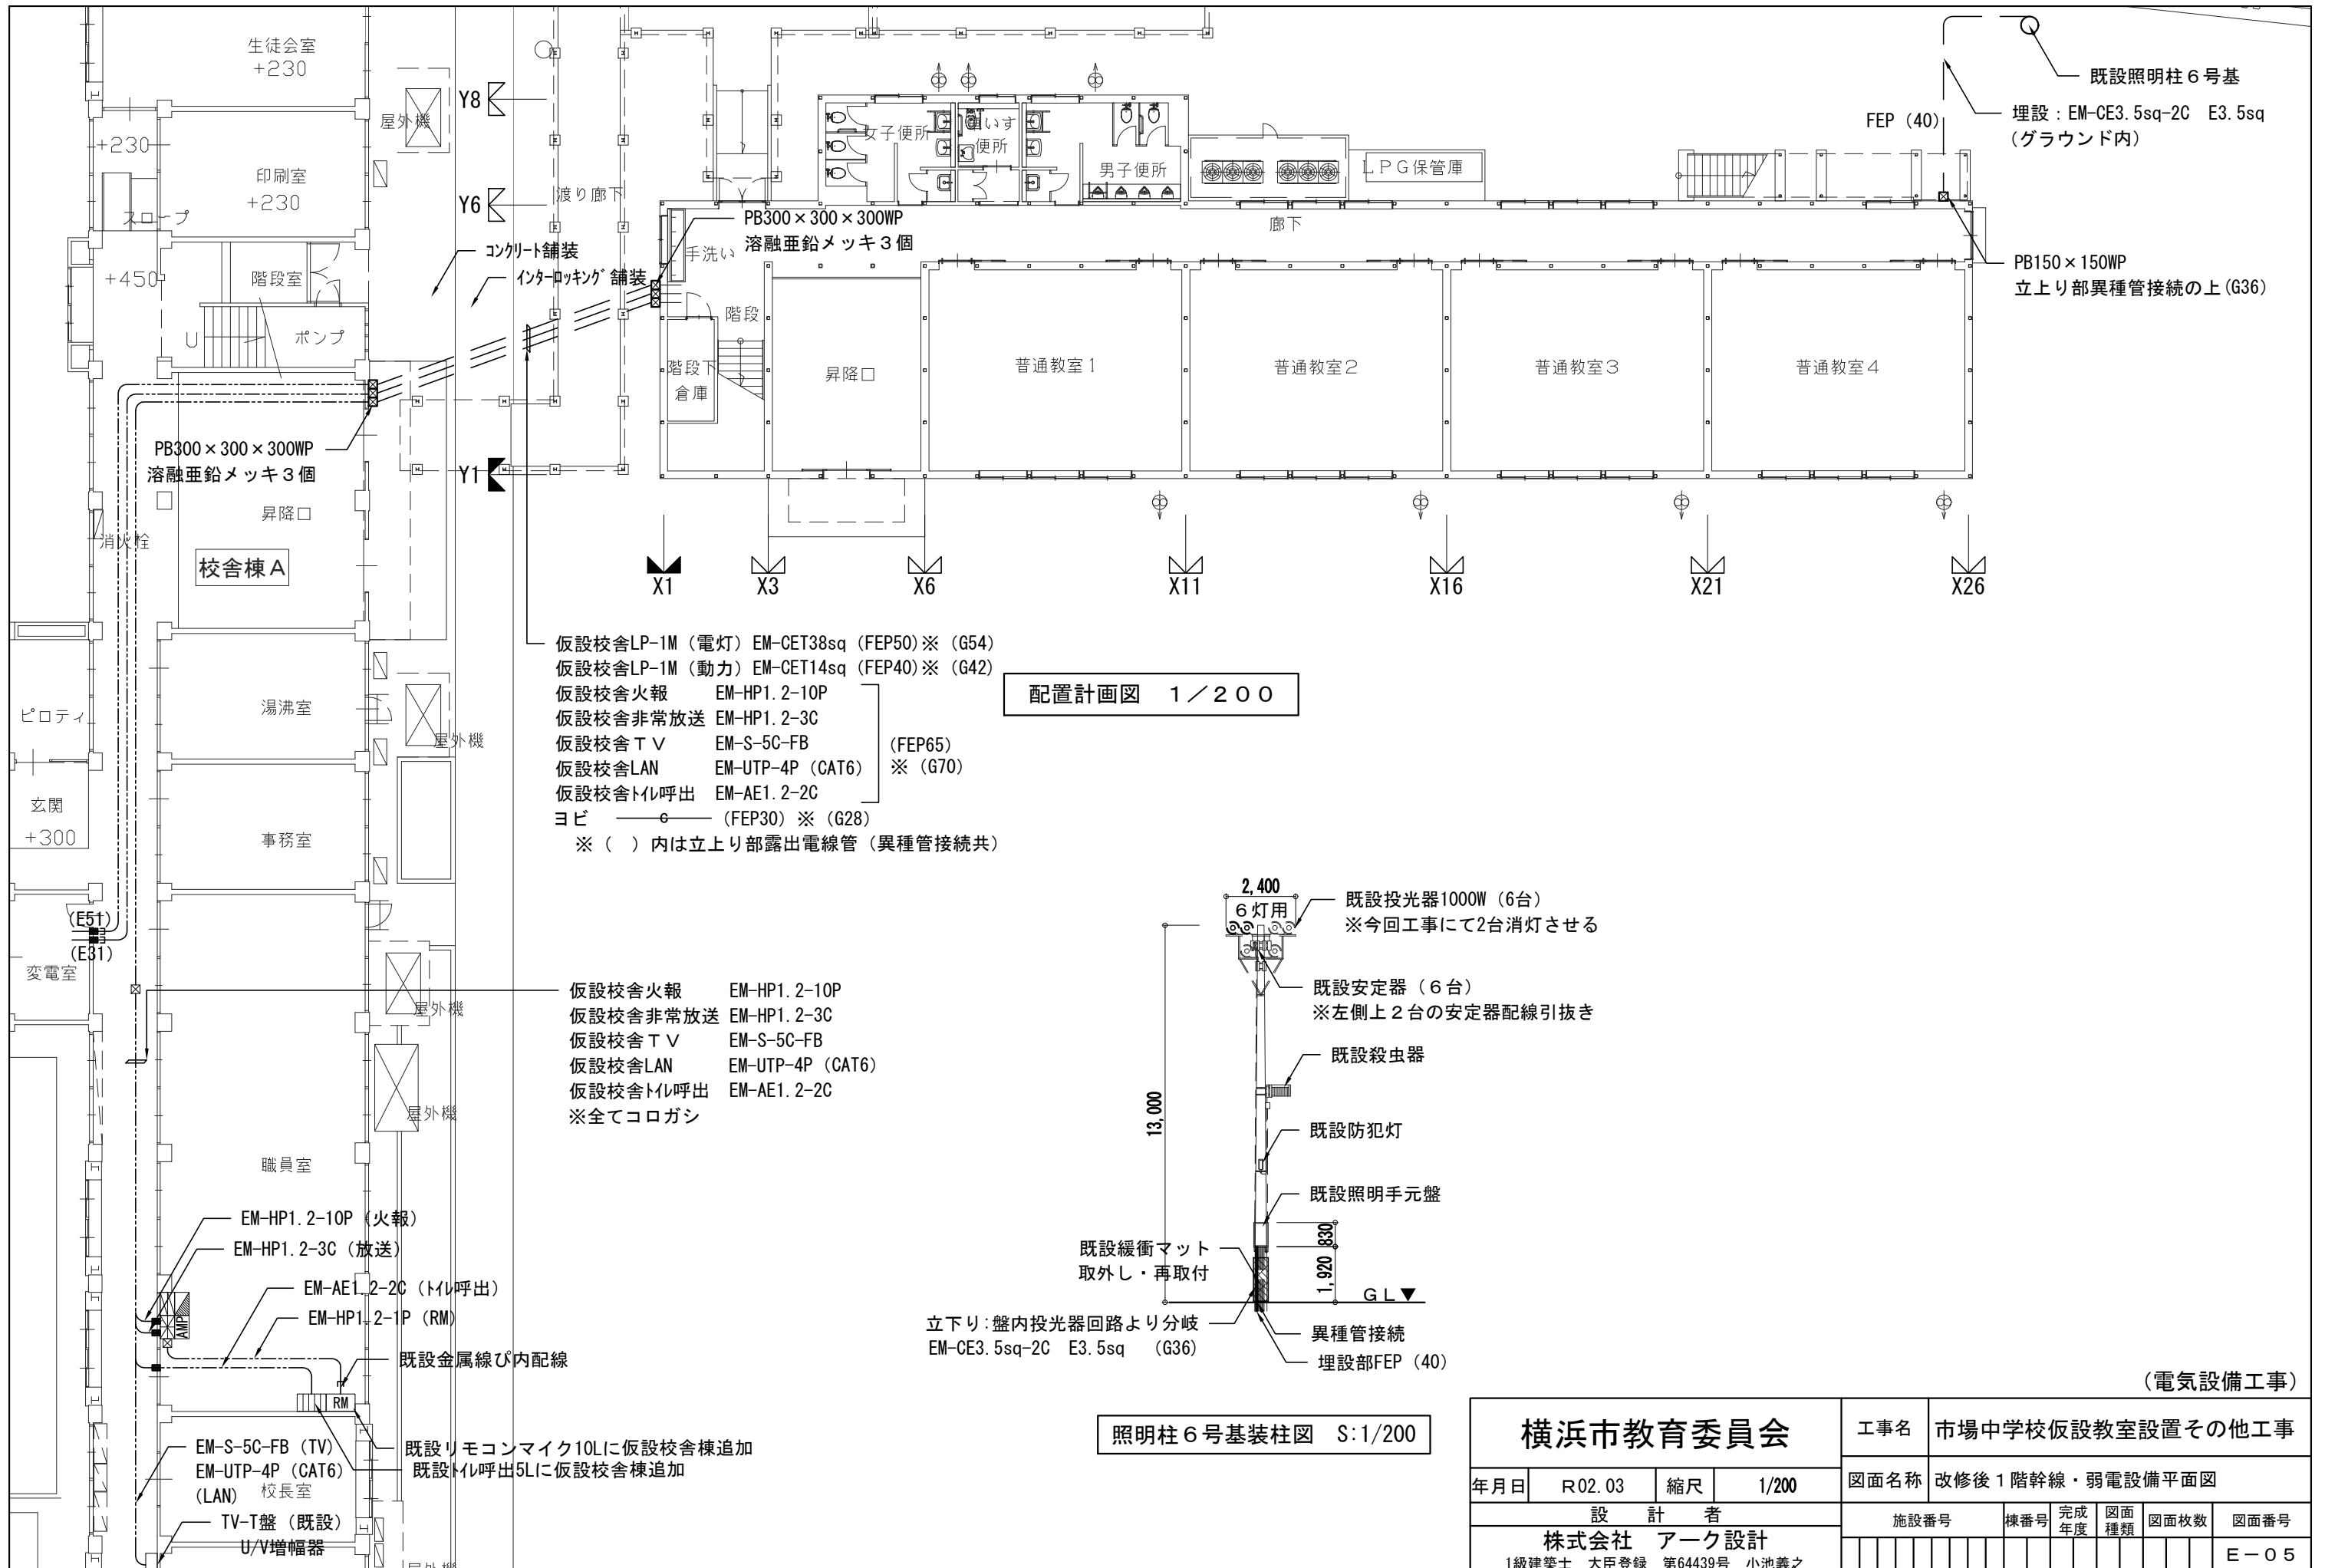 生徒会室
+230
屋外機
+230
印刷室
+230
スロープ
+450
階段室
ポンプ
U
Y8
Y6
Y1
渡り廊下
コンクリート舗装
インターロッキング舗装
PB300×300×300WP
溶融亜鉛メッキ3個
女子便所
車いす
便所
男子便所
LPG保管庫
廊下
手洗い
階段
階段下
倉庫
昇降口
普通教室1
普通教室2
普通教室3
普通教室4
既設照明柱6号基
FEP (40)
埋設：EM-CE3.5sq-2C E3.5sq
(グラウンド内)
PB150×150WP
立上り部異種管接続の上(G36)
X1
X3
X6
X11
X16
X21
X26
PB300×300×300WP
溶融亜鉛メッキ3個
昇降口
消火栓
校舎棟A
仮設校舎LP-1M（電灯）EM-CET38sq (FEP50)※ (G54)
仮設校舎LP-1M（動力）EM-CET14sq (FEP40)※ (G42)
仮設校舎火報 EM-HP1.2-10P
仮設校舎非常放送 EM-HP1.2-3C
仮設校舎TV EM-S-5C-FB
仮設校舎LAN EM-UTP-4P (CAT6)
仮設校舎トイレ呼出 EM-AE1.2-2C
(FEP65)
※ (G70)
ヨビ (FEP30) ※ (G28)
※（ ）内は立上り部露出電線管（異種管接続共）
配置計画図 1／200
ピロティ
湯沸室
屋外機
玄関
+300
事務室
(E51)
(E31)
変電室
屋外機
屋外機
仮設校舎火報 EM-HP1.2-10P
仮設校舎非常放送 EM-HP1.2-3C
仮設校舎TV EM-S-5C-FB
仮設校舎LAN EM-UTP-4P (CAT6)
仮設校舎トイレ呼出 EM-AE1.2-2C
※全てコロガシ
職員室
EM-HP1.2-10P（火報）
EM-HP1.2-3C（放送）
EM-AE1.2-2C（トイレ呼出）
EM-HP1.2-1P (RM)
AMP
既設金属線ぴ内配線
RM
EM-S-5C-FB (TV)
EM-UTP-4P (CAT6)
(LAN)
校長室
TV-T盤（既設）
U/V増幅器
既設リモコンマイク10Lに仮設校舎棟追加
既設トイレ呼出5Lに仮設校舎棟追加
屋外機
2,400
6灯用
既設投光器1000W（6台）
※今回工事にて2台消灯させる
既設安定器（6台）
※左側上2台の安定器配線引抜き
既設殺虫器
13,000
既設防犯灯
既設照明手元盤
830
1,920
既設緩衝マット
取外し・再取付
GL▼
立下り:盤内投光器回路より分岐
EM-CE3.5sq-2C E3.5sq (G36)
異種管接続
埋設部FEP (40)
照明柱6号基装柱図 S:1/200
（電気設備工事）
横浜市教育委員会
工事名 市場中学校仮設教室設置その他工事
年月日 R02.03 縮尺 1/200
図面名称 改修後1階幹線・弱電設備平面図
設計者
株式会社 アーク設計
1級建築士 大臣登録 第64439号 小池義之
施設番号 棟番号 完成年度 図面種類 図面枚数 図面番号
E-05